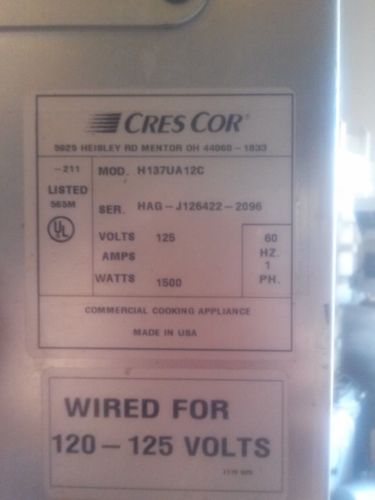 CRES COR®
5925 HEISLEY RD MENTOR OH 44060-1833
-211
MOD. H137UA12C
LISTED
565M
SER. HAG-J126422-2096
UL
VOLTS 125
60
HZ.
AMPS
1
WATTS 1500
PH.
COMMERCIAL COOKING APPLIANCE
MADE IN USA
WIRED FOR
120-125 VOLTS